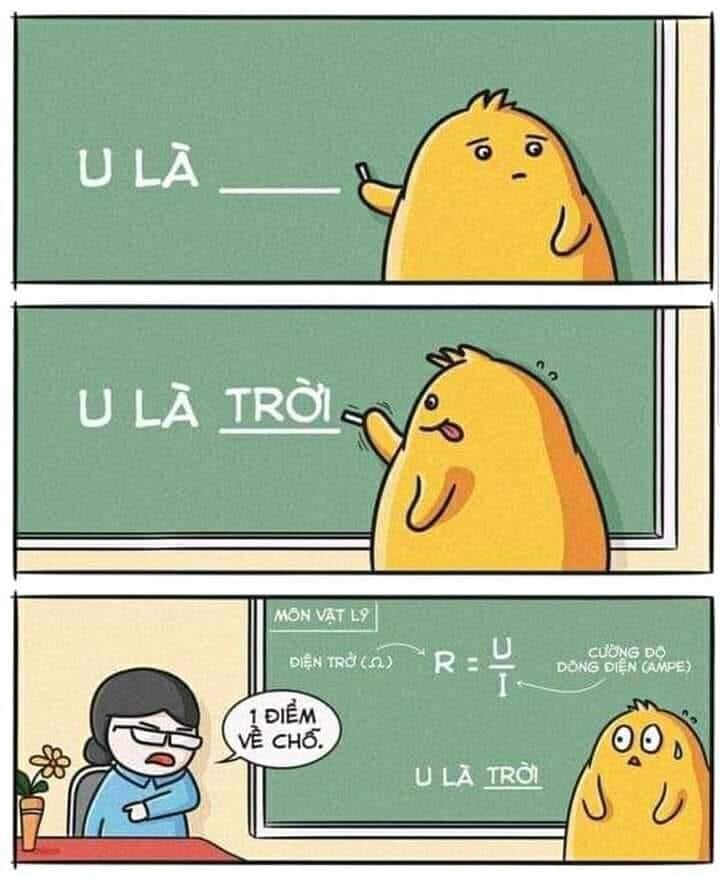 U LÀ ____
U LÀ TRỜI
MÔN VẬT LÝ
ĐIỆN TRỞ (Ω)
R = U/I
CƯỜNG ĐỘ
DÒNG ĐIỆN (AMPE)
1 ĐIỂM
VỀ CHỖ.
U LÀ TRỜI